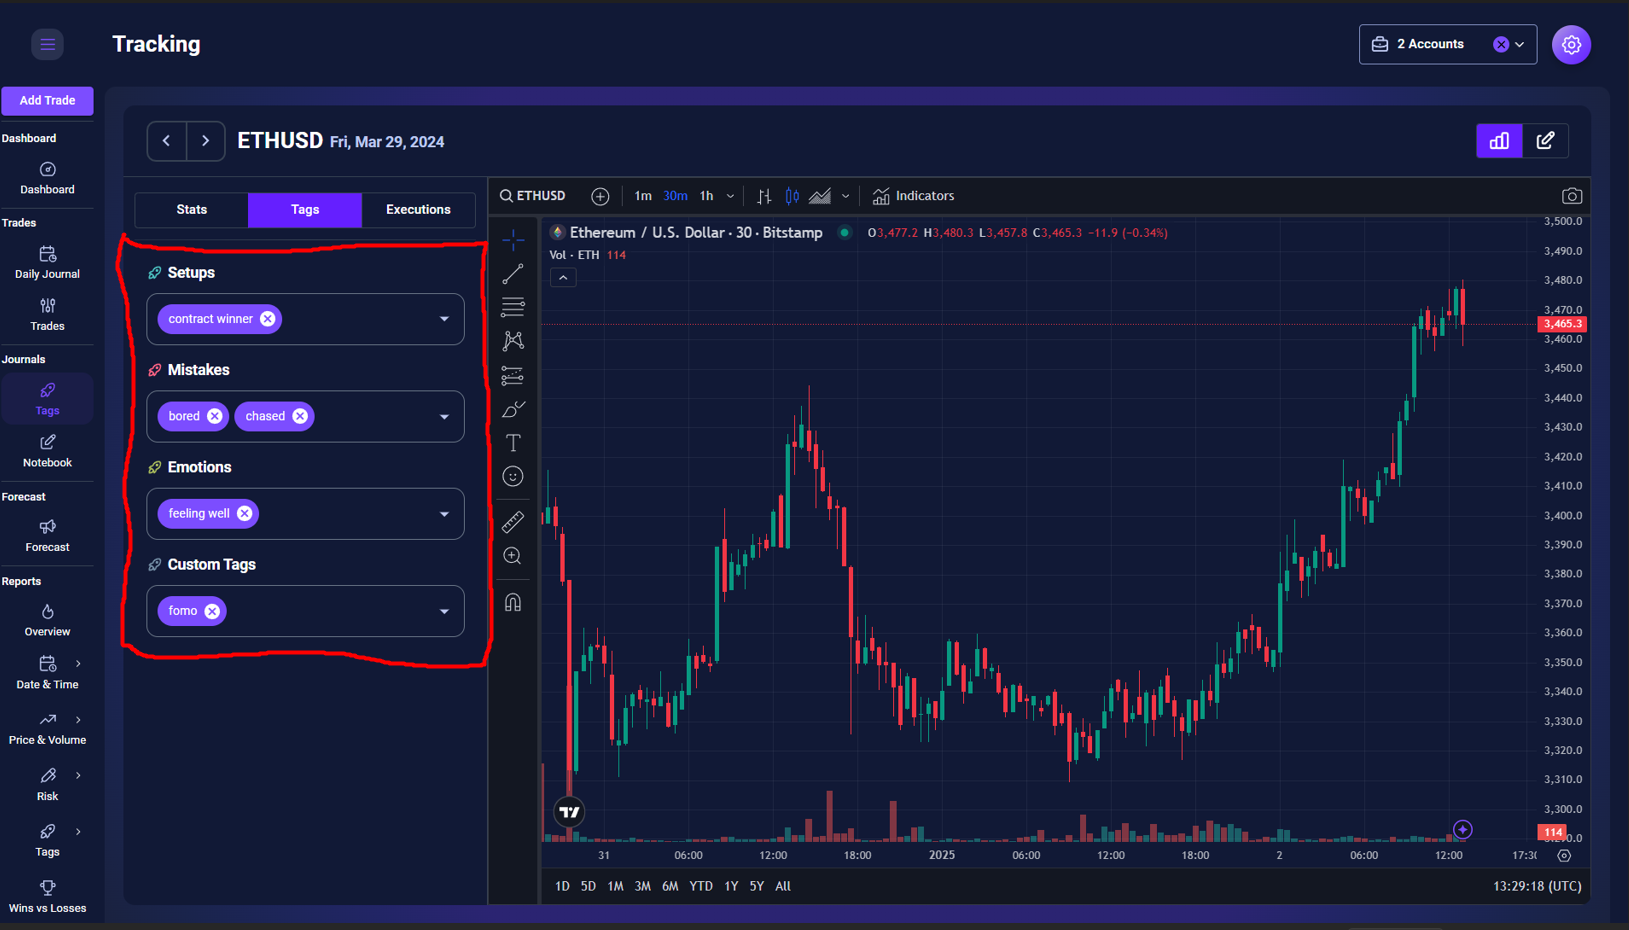 Tracking
2 Accounts
Add Trade
Dashboard
Dashboard
Trades
Daily Journal
Trades
Journals
Tags
Notebook
Forecast
Forecast
Reports
Overview
Date & Time
Price & Volume
Risk
Tags
Wins vs Losses
ETHUSD Fri, Mar 29, 2024
Stats Tags Executions
Setups
contract winner
Mistakes
bored chased
Emotions
feeling well
Custom Tags
fomo
ETHUSD 1m 30m 1h Indicators
Ethereum / U.S. Dollar · 30 · Bitstamp O3,477.2 H3,480.3 L3,457.8 C3,465.3 −11.9 (−0.34%)
Vol · ETH 114
3,500.0
3,490.0
3,480.0
3,470.0
3,465.3
3,460.0
3,450.0
3,440.0
3,430.0
3,420.0
3,410.0
3,400.0
3,390.0
3,380.0
3,370.0
3,360.0
3,350.0
3,340.0
3,330.0
3,320.0
3,310.0
3,300.0
114
31 06:00 12:00 18:00 2025 06:00 12:00 18:00 2 06:00 12:00
1D 5D 1M 3M 6M YTD 1Y 5Y All 13:29:18 (UTC)